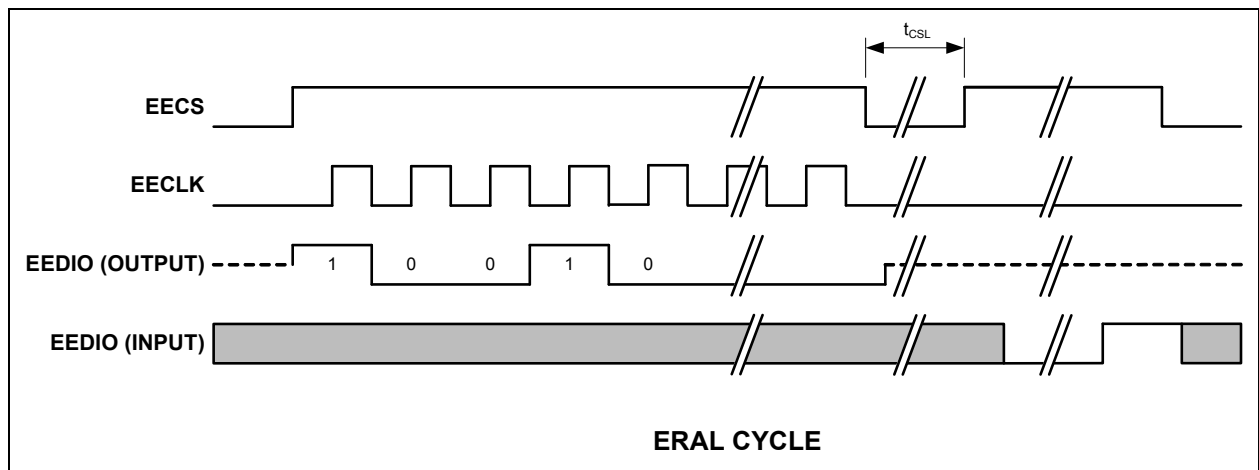 tCSL
EECS
EECLK
EEDIO (OUTPUT)
1 0 0 1 0
EEDIO (INPUT)
ERAL CYCLE